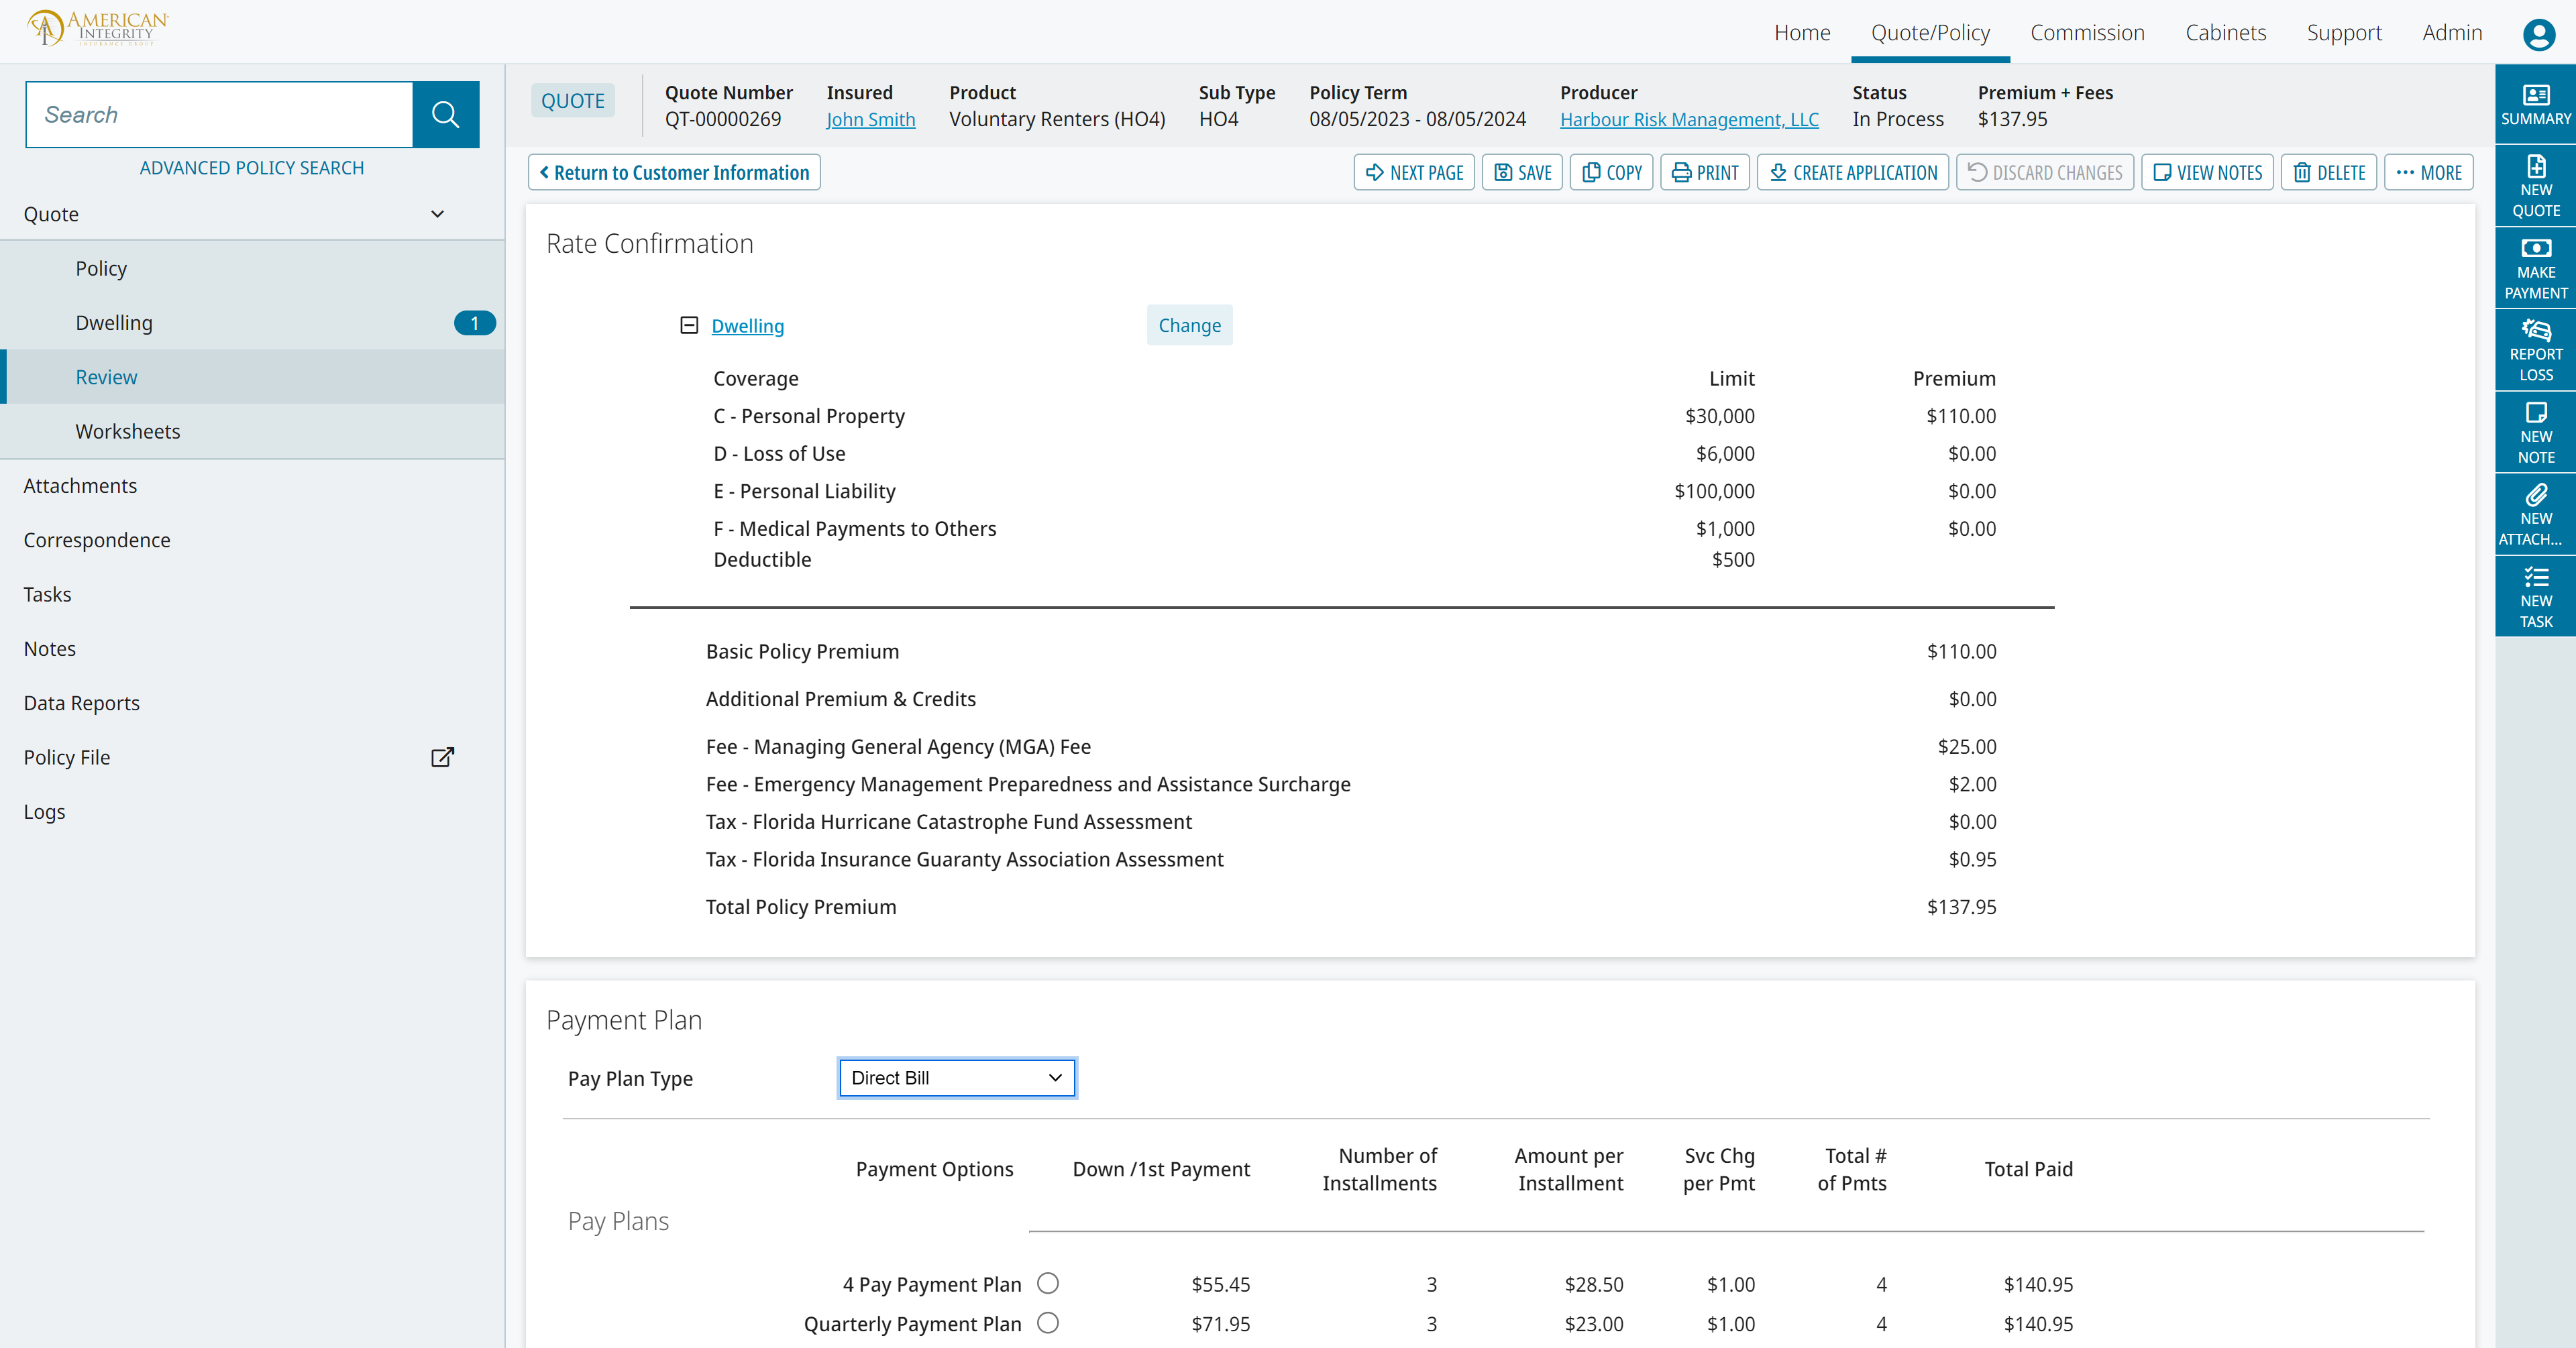 AMERICAN
INTEGRITY
INSURANCE GROUP
Home
Quote/Policy
Commission
Cabinets
Support
Admin
Search
ADVANCED POLICY SEARCH
Quote
Policy
Dwelling 1
Review
Worksheets
Attachments
Correspondence
Tasks
Notes
Data Reports
Policy File
Logs
QUOTE
Quote Number Insured Product Sub Type Policy Term Producer Status Premium + Fees
QT-00000269 John Smith Voluntary Renters (HO4) HO4 08/05/2023 - 08/05/2024 Harbour Risk Management, LLC In Process $137.95
Return to Customer Information
NEXT PAGE SAVE COPY PRINT CREATE APPLICATION DISCARD CHANGES VIEW NOTES DELETE ... MORE
Rate Confirmation
Dwelling Change
Coverage Limit Premium
C - Personal Property $30,000 $110.00
D - Loss of Use $6,000 $0.00
E - Personal Liability $100,000 $0.00
F - Medical Payments to Others $1,000 $0.00
Deductible $500
Basic Policy Premium $110.00
Additional Premium & Credits $0.00
Fee - Managing General Agency (MGA) Fee $25.00
Fee - Emergency Management Preparedness and Assistance Surcharge $2.00
Tax - Florida Hurricane Catastrophe Fund Assessment $0.00
Tax - Florida Insurance Guaranty Association Assessment $0.95
Total Policy Premium $137.95
Payment Plan
Pay Plan Type Direct Bill
Payment Options Down /1st Payment Number of Installments Amount per Installment Svc Chg per Pmt Total # of Pmts Total Paid
Pay Plans
4 Pay Payment Plan $55.45 3 $28.50 $1.00 4 $140.95
Quarterly Payment Plan $71.95 3 $23.00 $1.00 4 $140.95
SUMMARY
NEW
QUOTE
MAKE
PAYMENT
REPORT
LOSS
NEW
NOTE
NEW
ATTACH...
NEW
TASK